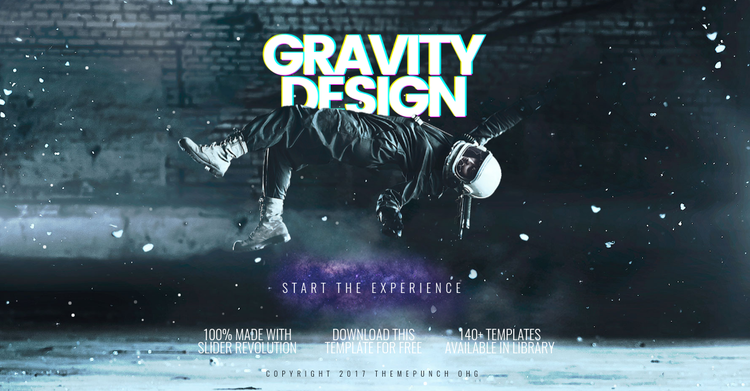 GRAVITY
DESIGN
START THE EXPERIENCE
100% MADE WITH
SLIDER REVOLUTION
DOWNLOAD THIS
TEMPLATE FOR FREE
140+ TEMPLATES
AVAILABLE IN LIBRARY
COPYRIGHT 2017 THEMEPUNCH OHG